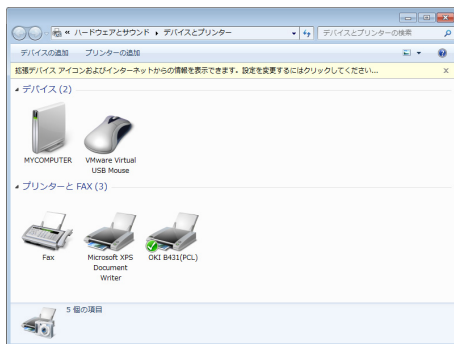 « ハードウェアとサウンド ▸ デバイスとプリンター
デバイスとプリンターの検索
デバイスの追加 プリンターの追加
拡張デバイス アイコンおよびインターネットからの情報を表示できます。設定を変更するにはクリックしてください...
デバイス (2)
MYCOMPUTER
VMware Virtual
USB Mouse
プリンターと FAX (3)
Fax
Microsoft XPS
Document
Writer
OKI B431(PCL)
5 個の項目